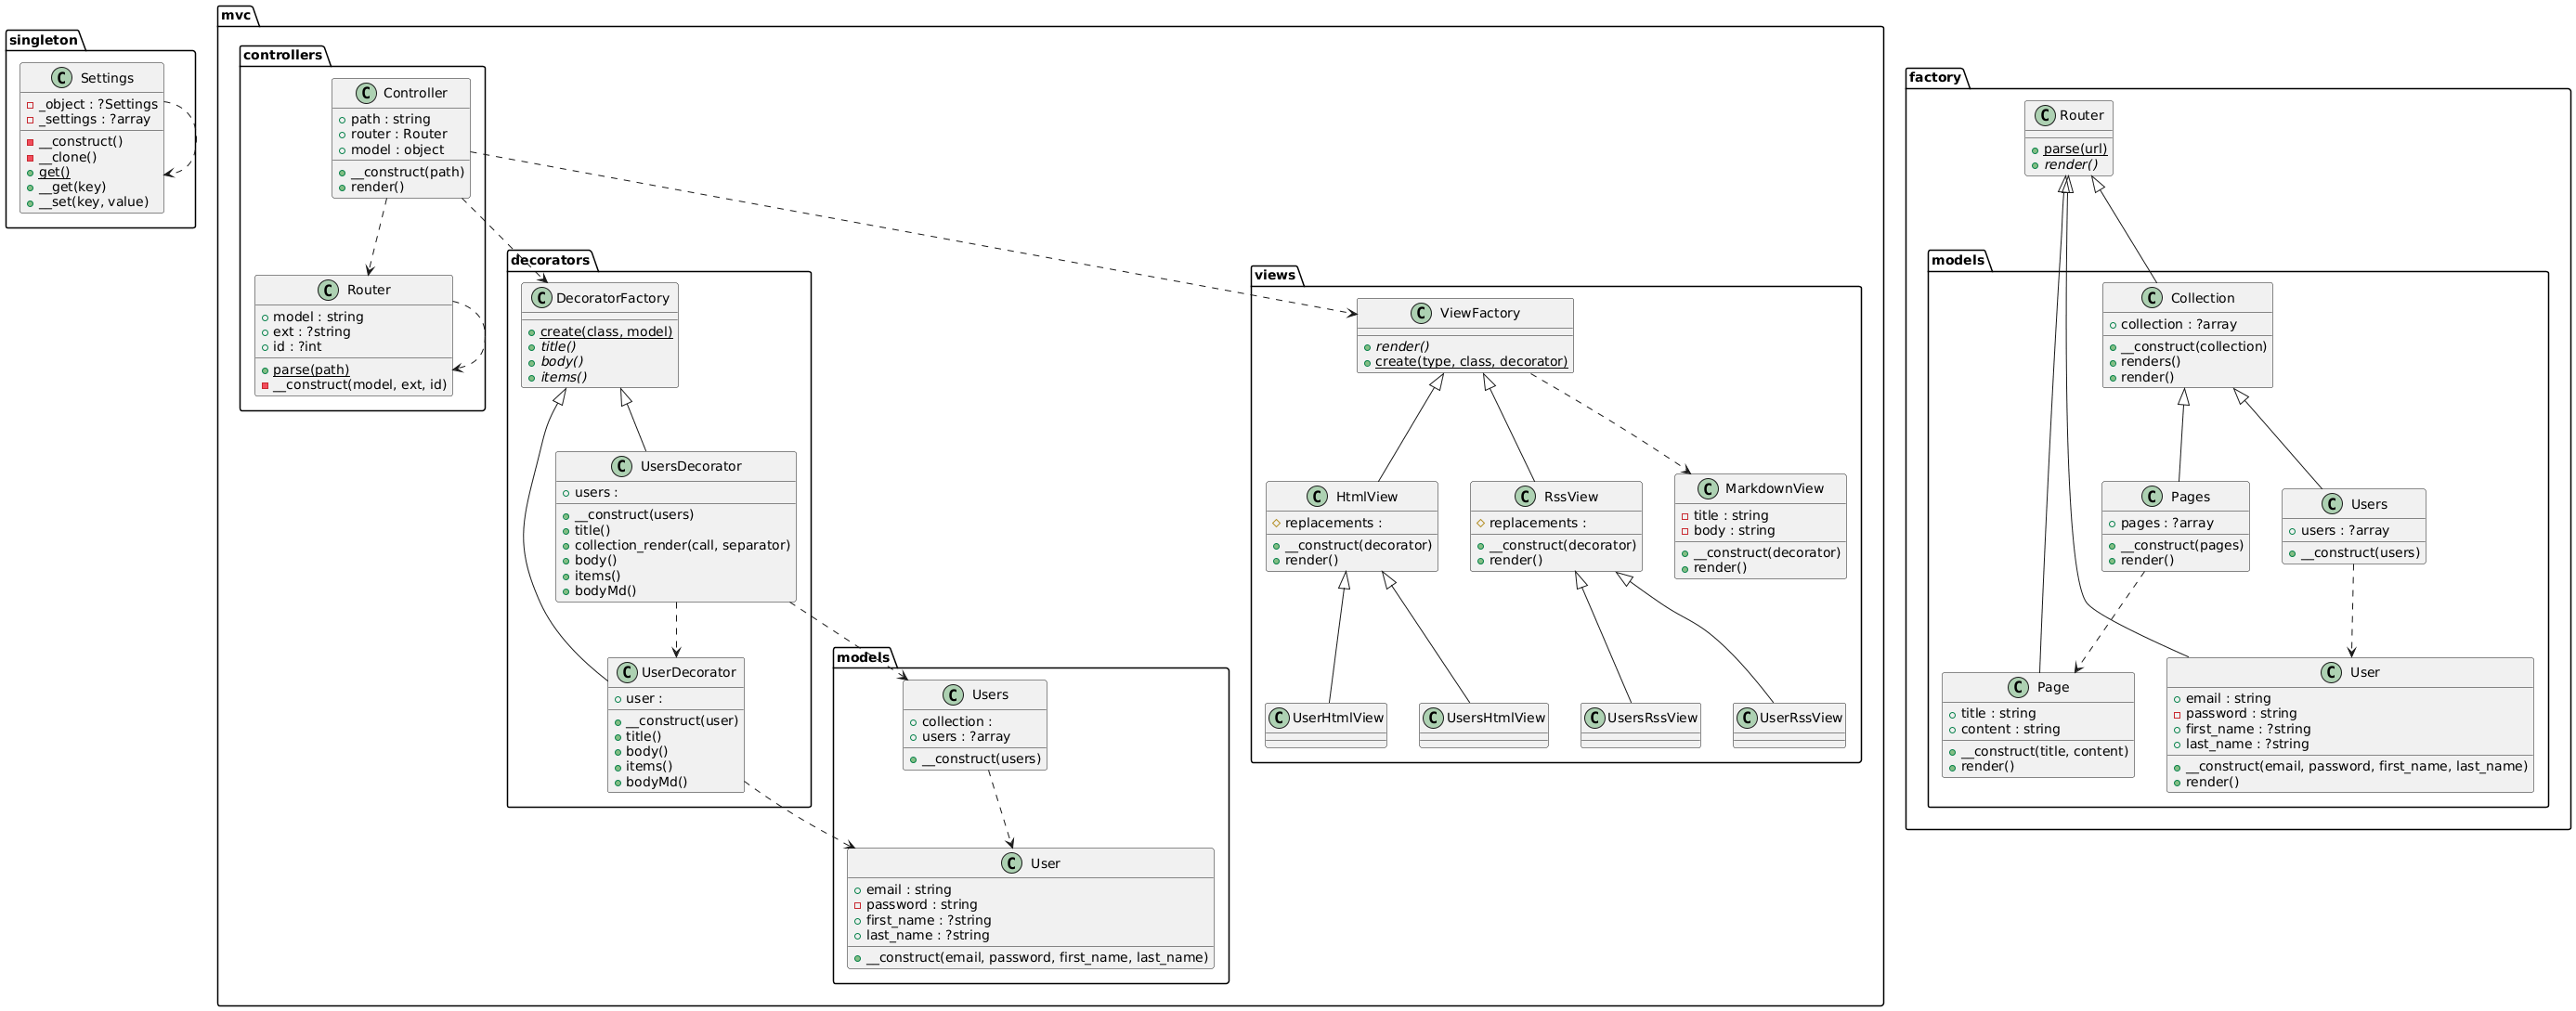 singleton
Settings
_object : ?Settings
_settings : ?array
__construct()
__clone()
get()
__get(key)
__set(key, value)
mvc
controllers
Controller
path : string
router : Router
model : object
__construct(path)
render()
Router
model : string
ext : ?string
id : ?int
parse(path)
__construct(model, ext, id)
decorators
DecoratorFactory
create(class, model)
title()
body()
items()
UsersDecorator
users :
__construct(users)
title()
collection_render(call, separator)
body()
items()
bodyMd()
UserDecorator
user :
__construct(user)
title()
body()
items()
bodyMd()
models
Users
collection :
users : ?array
__construct(users)
User
email : string
password : string
first_name : ?string
last_name : ?string
__construct(email, password, first_name, last_name)
views
ViewFactory
render()
create(type, class, decorator)
HtmlView
replacements :
__construct(decorator)
render()
RssView
replacements :
__construct(decorator)
render()
MarkdownView
title : string
body : string
__construct(decorator)
render()
UserHtmlView
UsersHtmlView
UsersRssView
UserRssView
factory
Router
parse(url)
render()
models
Collection
collection : ?array
__construct(collection)
renders()
render()
Pages
pages : ?array
__construct(pages)
render()
Users
users : ?array
__construct(users)
Page
title : string
content : string
__construct(title, content)
render()
User
email : string
password : string
first_name : ?string
last_name : ?string
__construct(email, password, first_name, last_name)
render()